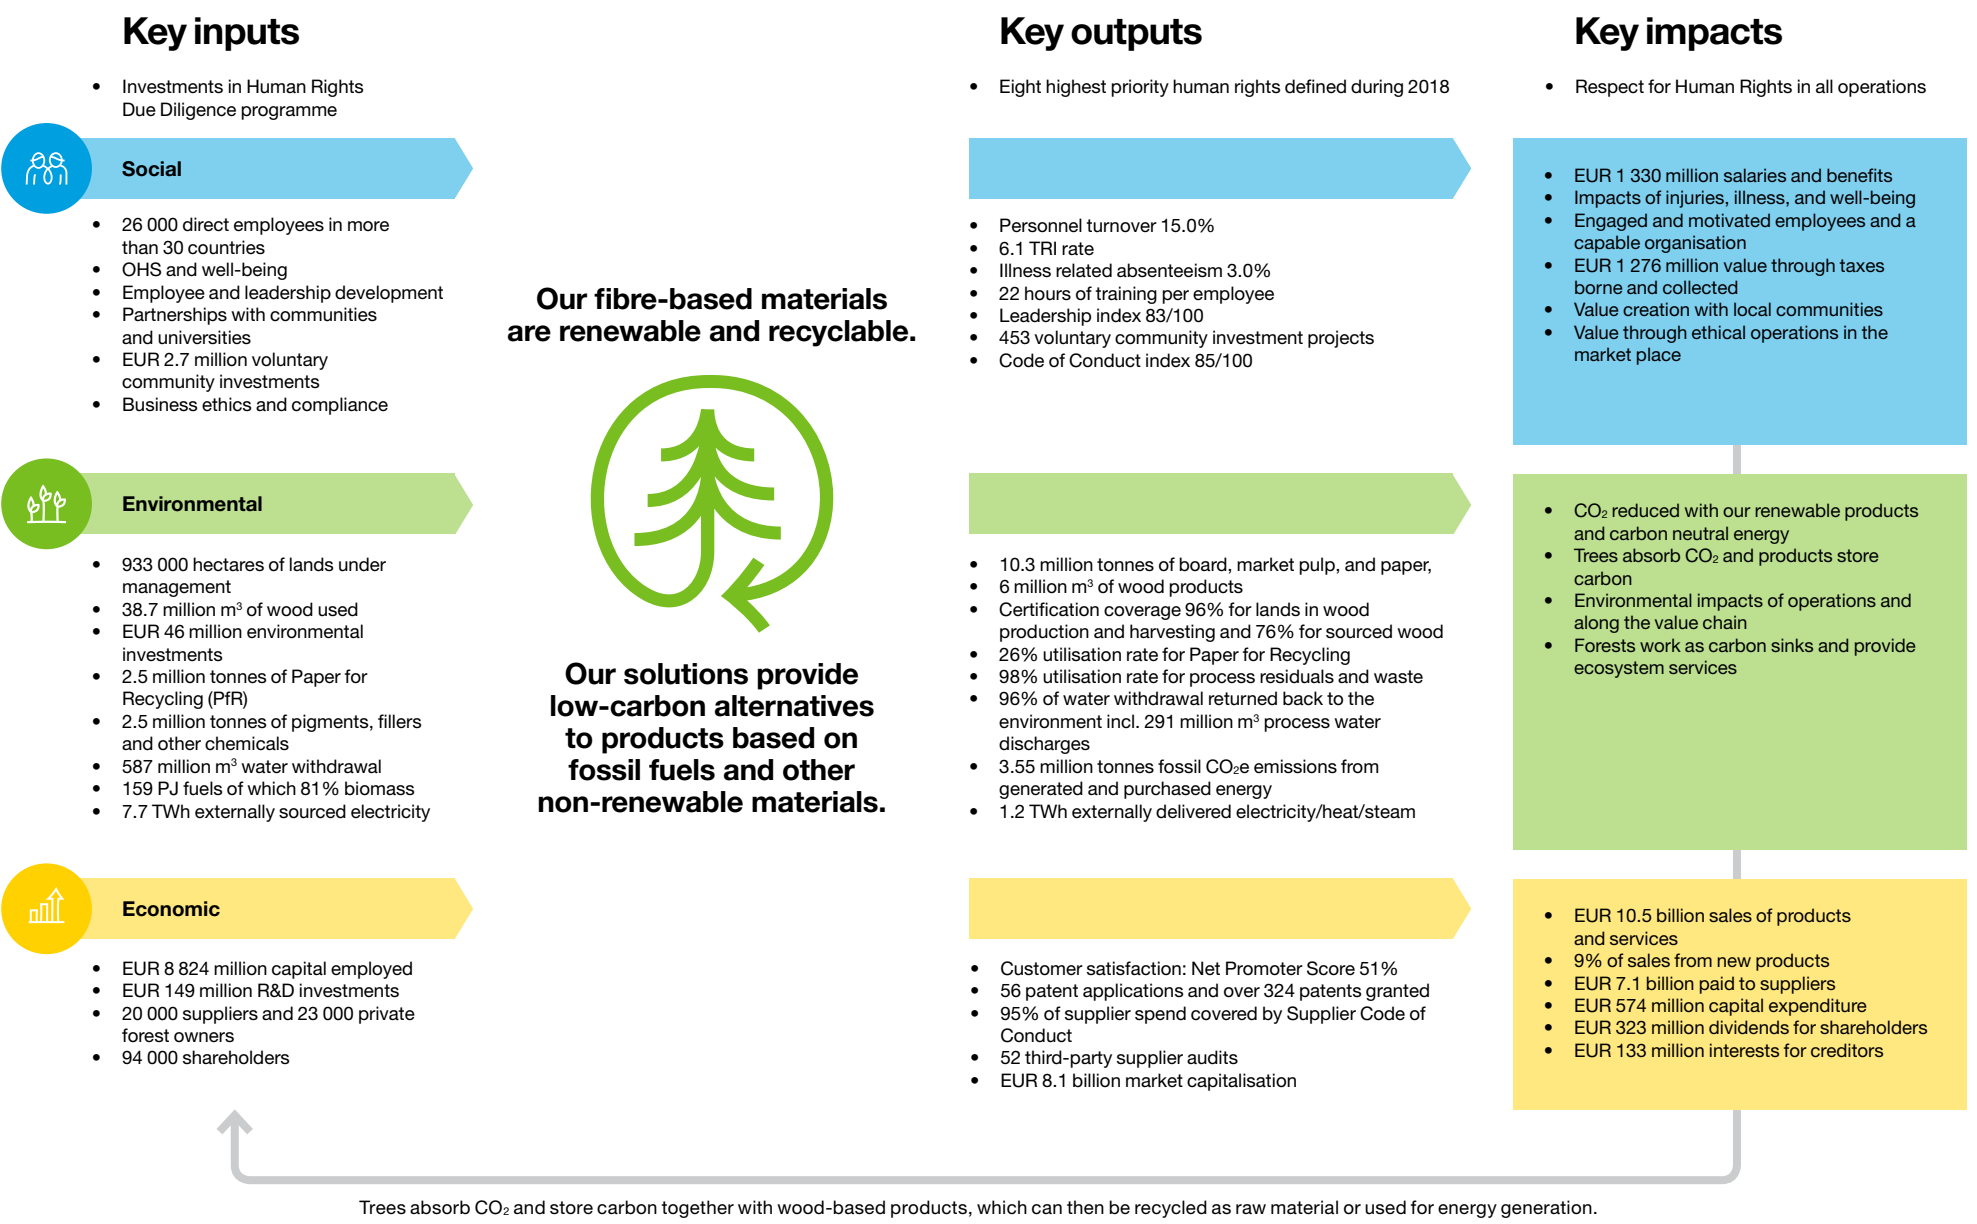 Key inputs
• Investments in Human Rights
Due Diligence programme
Social
• 26 000 direct employees in more
than 30 countries
• OHS and well-being
• Employee and leadership development
• Partnerships with communities
and universities
• EUR 2.7 million voluntary
community investments
• Business ethics and compliance
Environmental
• 933 000 hectares of lands under
management
• 38.7 million m³ of wood used
• EUR 46 million environmental
investments
• 2.5 million tonnes of Paper for
Recycling (PfR)
• 2.5 million tonnes of pigments, fillers
and other chemicals
• 587 million m³ water withdrawal
• 159 PJ fuels of which 81% biomass
• 7.7 TWh externally sourced electricity
Economic
• EUR 8 824 million capital employed
• EUR 149 million R&D investments
• 20 000 suppliers and 23 000 private
forest owners
• 94 000 shareholders
Our fibre-based materials
are renewable and recyclable.
Our solutions provide
low-carbon alternatives
to products based on
fossil fuels and other
non-renewable materials.
Key outputs
• Eight highest priority human rights defined during 2018
• Personnel turnover 15.0%
• 6.1 TRI rate
• Illness related absenteeism 3.0%
• 22 hours of training per employee
• Leadership index 83/100
• 453 voluntary community investment projects
• Code of Conduct index 85/100
• 10.3 million tonnes of board, market pulp, and paper,
• 6 million m³ of wood products
• Certification coverage 96% for lands in wood
production and harvesting and 76% for sourced wood
• 26% utilisation rate for Paper for Recycling
• 98% utilisation rate for process residuals and waste
• 96% of water withdrawal returned back to the
environment incl. 291 million m³ process water
discharges
• 3.55 million tonnes fossil CO₂e emissions from
generated and purchased energy
• 1.2 TWh externally delivered electricity/heat/steam
• Customer satisfaction: Net Promoter Score 51%
• 56 patent applications and over 324 patents granted
• 95% of supplier spend covered by Supplier Code of
Conduct
• 52 third-party supplier audits
• EUR 8.1 billion market capitalisation
Key impacts
• Respect for Human Rights in all operations
• EUR 1 330 million salaries and benefits
• Impacts of injuries, illness, and well-being
• Engaged and motivated employees and a
capable organisation
• EUR 1 276 million value through taxes
borne and collected
• Value creation with local communities
• Value through ethical operations in the
market place
• CO₂ reduced with our renewable products
and carbon neutral energy
• Trees absorb CO₂ and products store
carbon
• Environmental impacts of operations and
along the value chain
• Forests work as carbon sinks and provide
ecosystem services
• EUR 10.5 billion sales of products
and services
• 9% of sales from new products
• EUR 7.1 billion paid to suppliers
• EUR 574 million capital expenditure
• EUR 323 million dividends for shareholders
• EUR 133 million interests for creditors
Trees absorb CO₂ and store carbon together with wood-based products, which can then be recycled as raw material or used for energy generation.